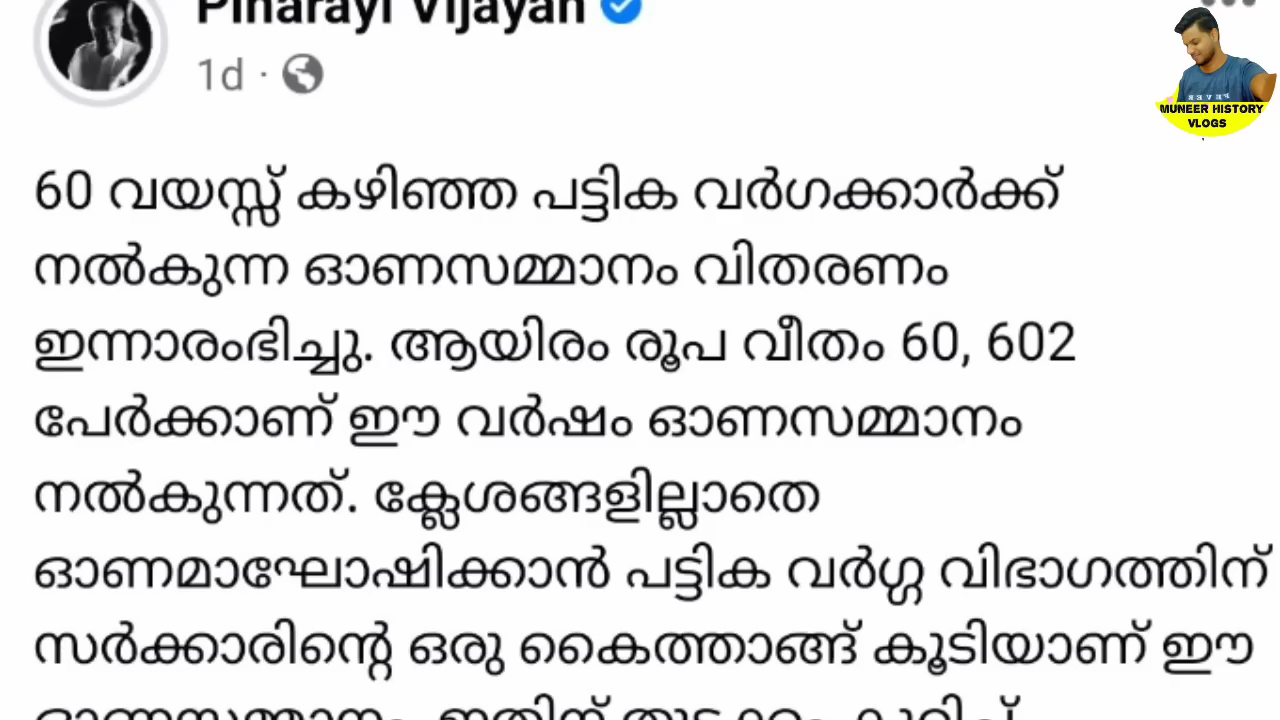 Pinarayi Vijayan
1d ·
MUNEER HISTORY
VLOGS
60 വയസ്സ് കഴിഞ്ഞ പട്ടിക വർഗക്കാർക്ക്
നൽകുന്ന ഓണസമ്മാനം വിതരണം
ഇന്നാരംഭിച്ചു. ആയിരം രൂപ വീതം 60, 602
പേർക്കാണ് ഈ വർഷം ഓണസമ്മാനം
നൽകുന്നത്. ക്ലേശങ്ങളില്ലാതെ
ഓണമാഘോഷിക്കാൻ പട്ടിക വർഗ്ഗ വിഭാഗത്തിന്
സർക്കാരിന്റെ ഒരു കൈത്താങ്ങ് കൂടിയാണ് ഈ